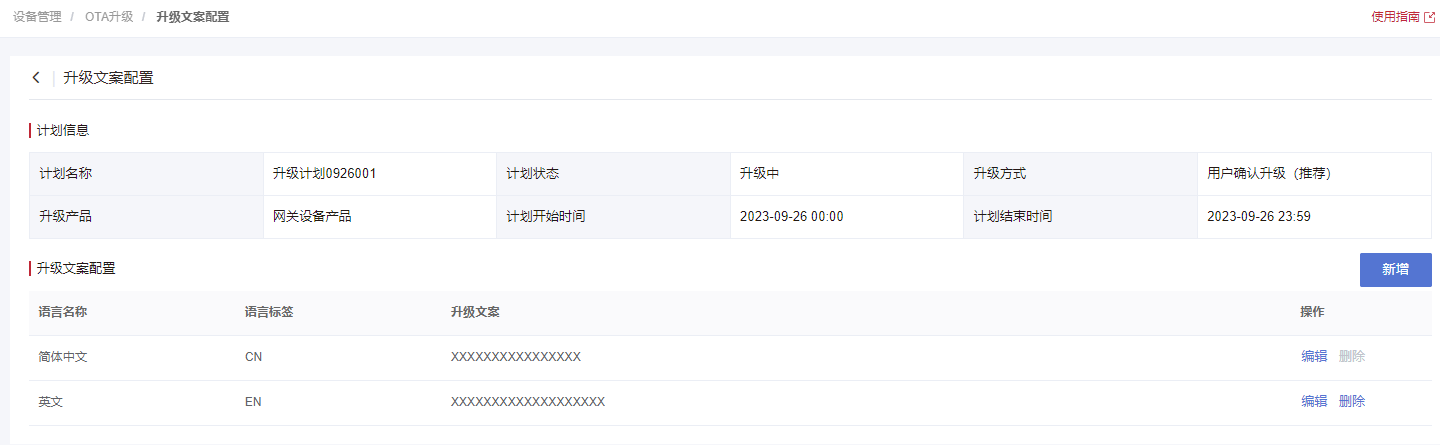 设备管理 / OTA升级 / 升级文案配置 使用指南
升级文案配置
计划信息
计划名称 升级计划0926001 计划状态 升级中 升级方式 用户确认升级（推荐）
升级产品 网关设备产品 计划开始时间 2023-09-26 00:00 计划结束时间 2023-09-26 23:59
升级文案配置 新增
语言名称 语言标签 升级文案 操作
简体中文 CN XXXXXXXXXXXXXXXX 编辑 删除
英文 EN XXXXXXXXXXXXXXXXXXX 编辑 删除